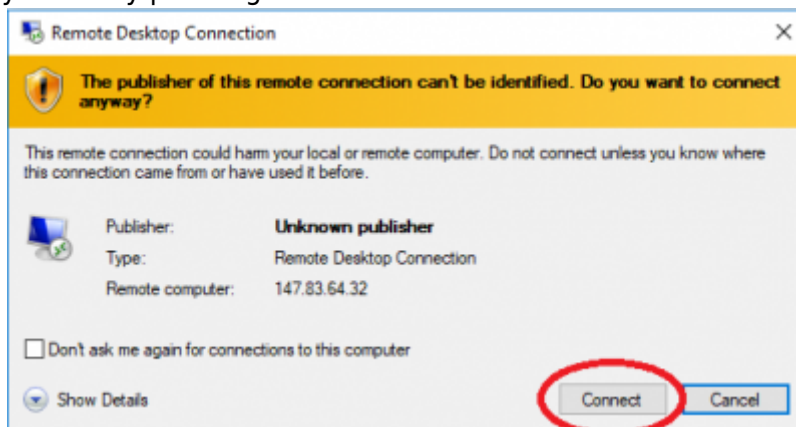 Remote Desktop Connection
The publisher of this remote connection can't be identified. Do you want to connect
anyway?
This remote connection could harm your local or remote computer. Do not connect unless you know where
this connection came from or have used it before.
Publisher: Unknown publisher
Type: Remote Desktop Connection
Remote computer: 147.83.64.32
Don't ask me again for connections to this computer
Show Details Connect Cancel